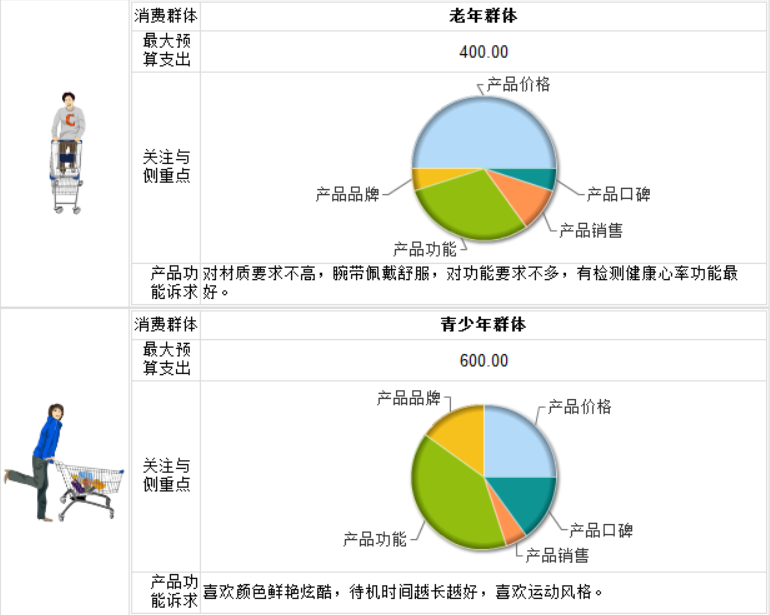 消费群体
老年群体
最大预
算支出
400.00
关注与
侧重点
产品价格
产品品牌
产品口碑
产品销售
产品功能
产品功
能诉求
对材质要求不高，腕带佩戴舒服，对功能要求不多，有检测健康心率功能最
好。
消费群体
青少年群体
最大预
算支出
600.00
关注与
侧重点
产品品牌
产品价格
产品功能
产品口碑
产品销售
产品功
能诉求
喜欢颜色鲜艳炫酷，待机时间越长越好，喜欢运动风格。